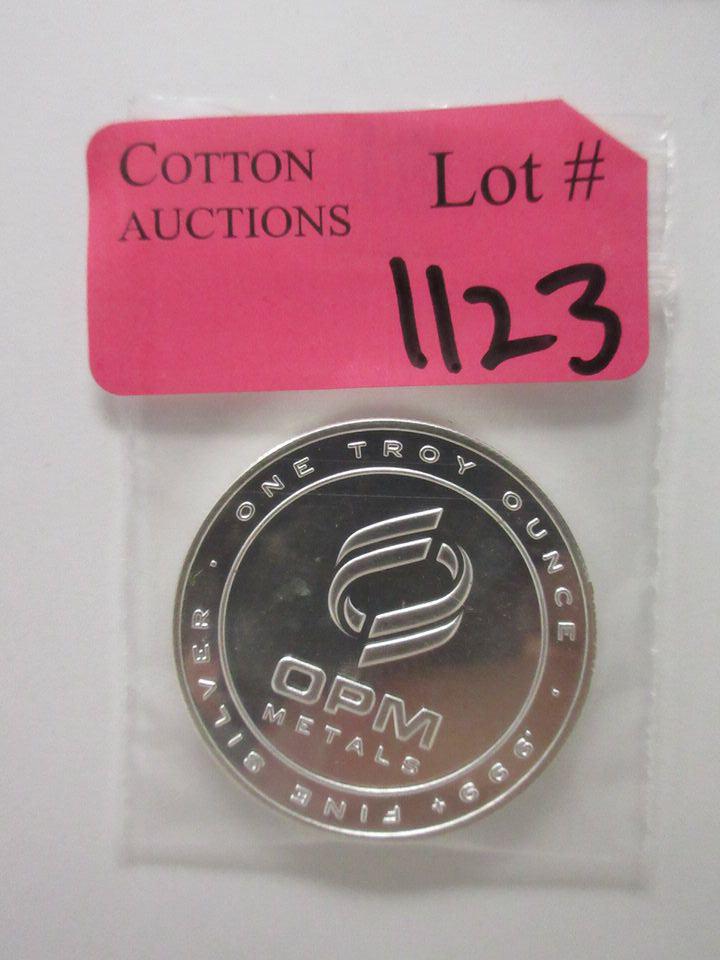 COTTON
AUCTIONS
Lot #
1123
ONE TROY OUNCE · .999+ FINE SILVER ·
OPM
METALS